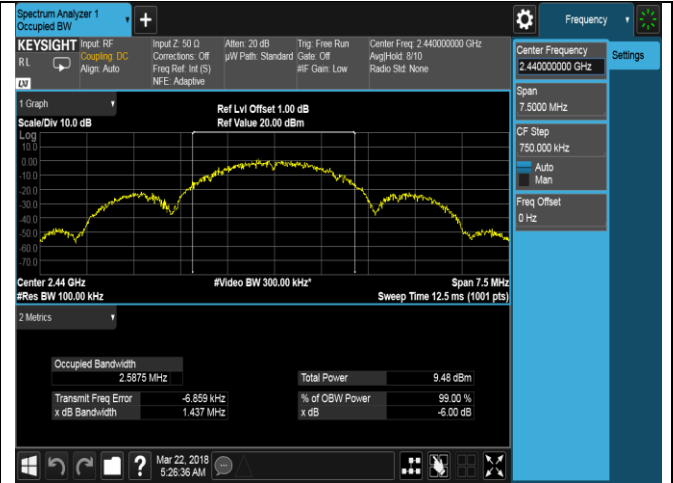 Spectrum Analyzer 1
Occupied BW
Frequency
KEYSIGHT
RL
LXI
Input: RF
Coupling: DC
Align: Auto
Input Z: 50 Ω
Corrections: Off
Freq Ref: Int (S)
NFE: Adaptive
Atten: 20 dB
µW Path: Standard
Trig: Free Run
Gate: Off
#IF Gain: Low
Center Freq: 2.440000000 GHz
Avg|Hold: 8/10
Radio Std: None
Center Frequency
2.440000000 GHz
Settings
Span
7.5000 MHz
CF Step
750.000 kHz
Auto
Man
Freq Offset
0 Hz
1 Graph
Scale/Div 10.0 dB
Ref Lvl Offset 1.00 dB
Ref Value 20.00 dBm
Log
10.0
0.00
-10.0
-20.0
-30.0
-40.0
-50.0
-60.0
-70.0
Center 2.44 GHz
#Video BW 300.00 kHz*
Span 7.5 MHz
#Res BW 100.00 kHz
Sweep Time 12.5 ms (1001 pts)
2 Metrics
Occupied Bandwidth
2.5875 MHz
Total Power 9.48 dBm
Transmit Freq Error -6.859 kHz
% of OBW Power 99.00 %
x dB Bandwidth 1.437 MHz
x dB -6.00 dB
?
Mar 22, 2018
5:26:36 AM